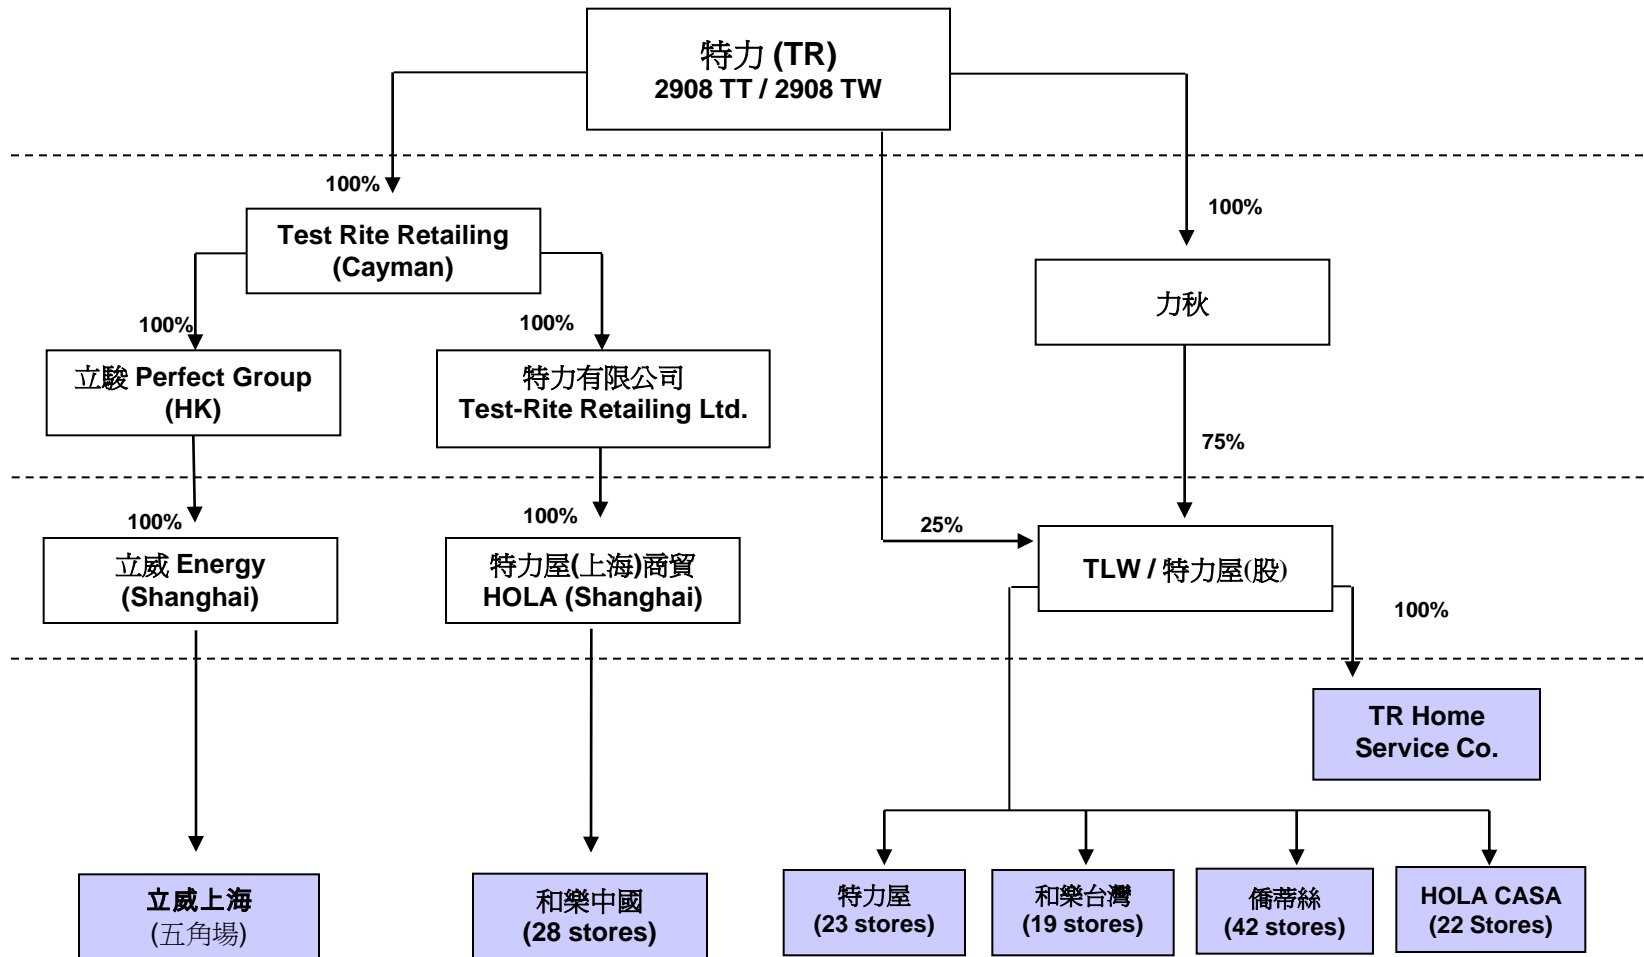 特力 (TR)
2908 TT / 2908 TW
100%
100%
Test Rite Retailing
(Cayman)
力秋
100%
100%
立駿 Perfect Group
(HK)
特力有限公司
Test-Rite Retailing Ltd.
75%
100%
100%
25%
立威 Energy
(Shanghai)
特力屋(上海)商貿
HOLA (Shanghai)
TLW / 特力屋(股)
100%
TR Home
Service Co.
立威上海
(五角場)
和樂中國
(28 stores)
特力屋
(23 stores)
和樂台灣
(19 stores)
僑蒂絲
(42 stores)
HOLA CASA
(22 Stores)